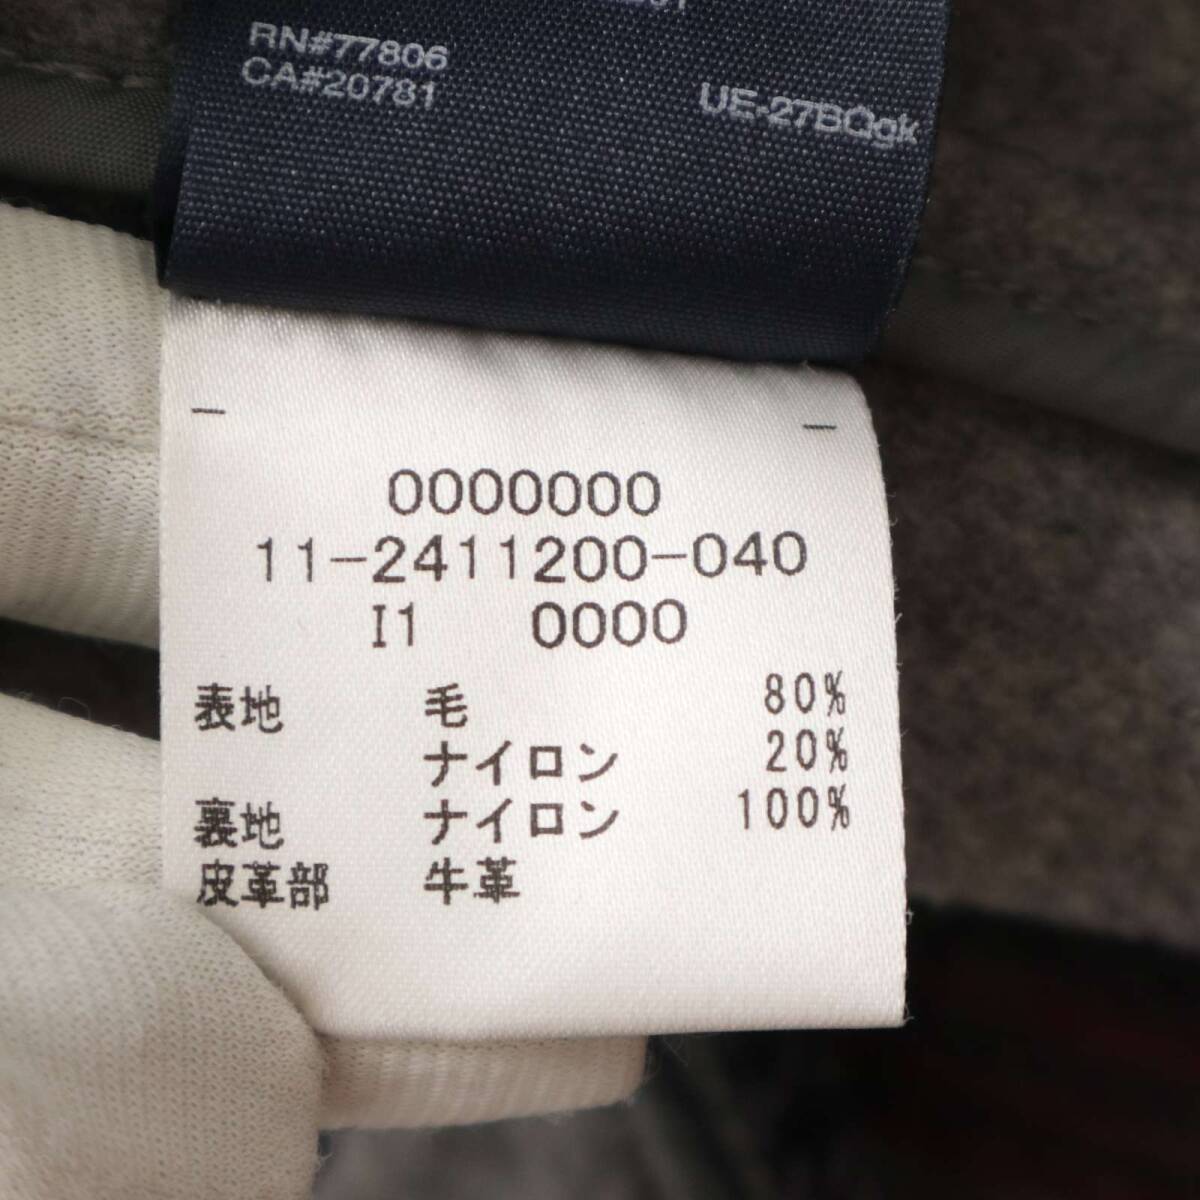 RN#77806
CA#20781
UE-27BQgk
0000000
11-2411200-040
I1 0000
表地 毛 80%
ナイロン 20%
裏地 ナイロン 100%
皮革部 牛革